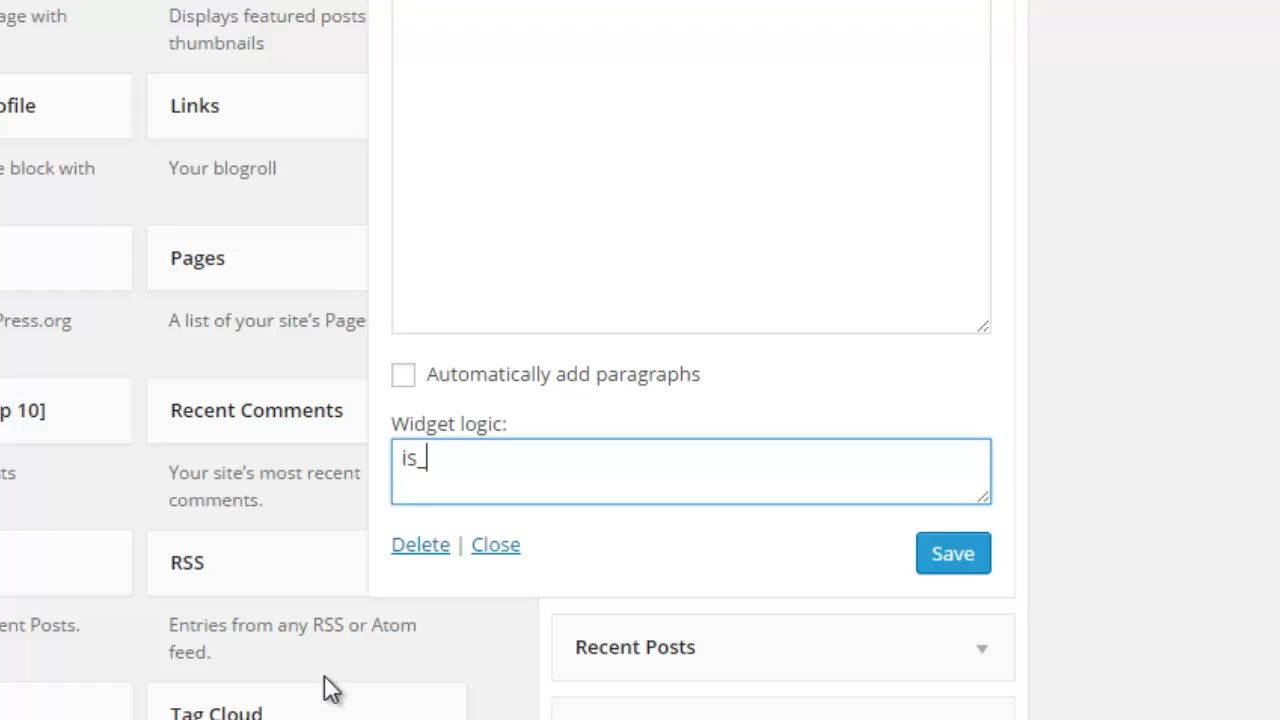 age with
Displays featured posts
thumbnails
ofile
Links
e block with
Your blogroll
Pages
Press.org
A list of your site's Page
p 10]
Recent Comments
sts
Your site's most recent
comments.
RSS
ent Posts.
Entries from any RSS or Atom
feed.
Tag Cloud
Automatically add paragraphs
Widget logic:
is_
Delete | Close
Save
Recent Posts